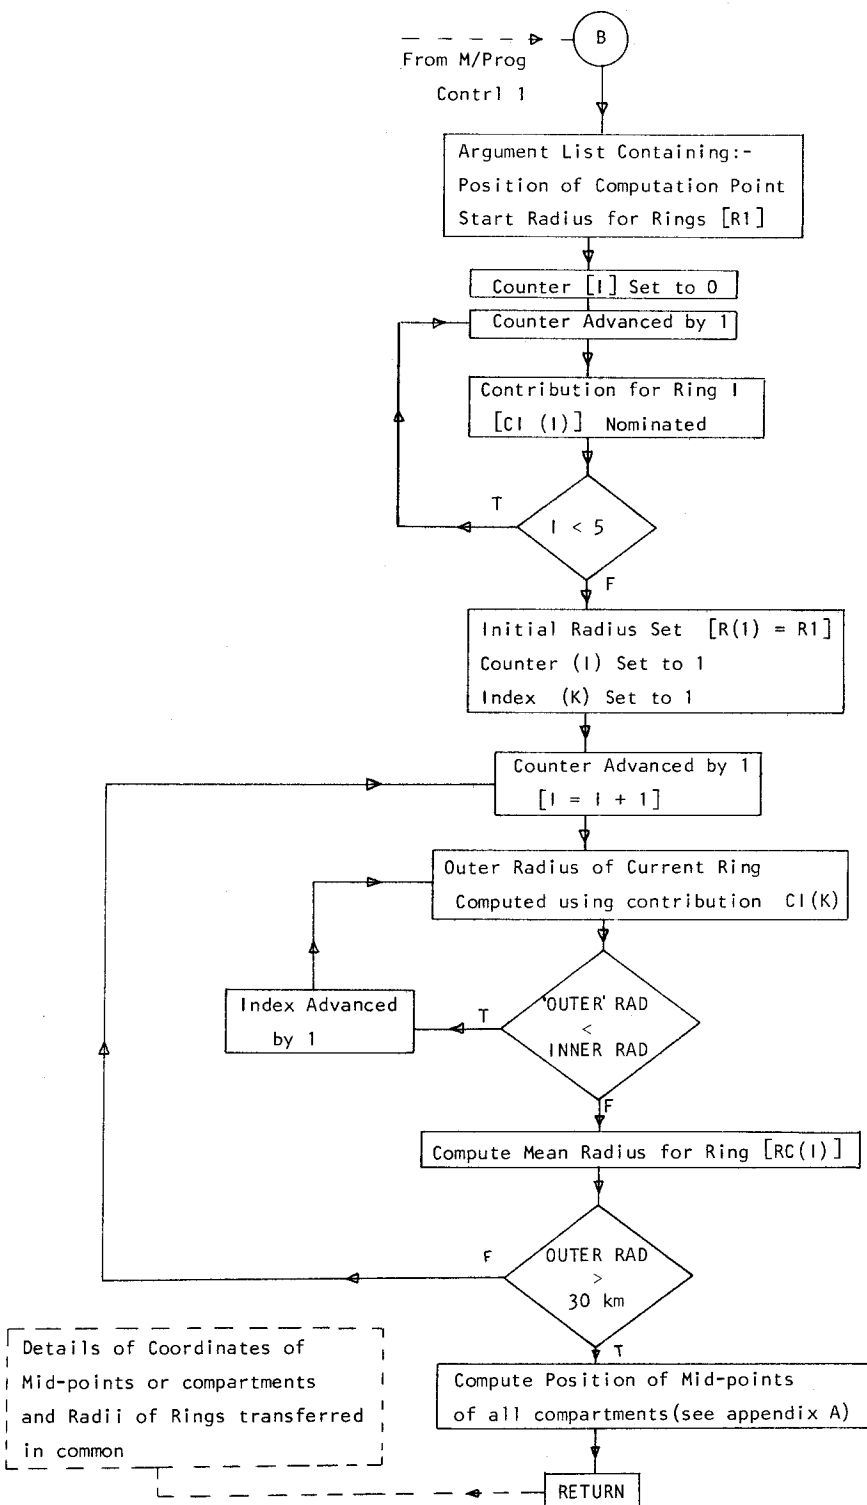 B
From M/Prog
Contrl 1
Argument List Containing:-
Position of Computation Point
Start Radius for Rings [R1]
Counter [I] Set to 0
Counter Advanced by 1
Contribution for Ring I
[CI (I)] Nominated
T
I < 5
F
Initial Radius Set [R(1) = R1]
Counter (I) Set to 1
Index (K) Set to 1
Counter Advanced by 1
[I = I + 1]
Outer Radius of Current Ring
Computed using contribution CI(K)
Index Advanced
by 1
T
'OUTER' RAD
<
INNER RAD
F
Compute Mean Radius for Ring [RC(I)]
F
OUTER RAD
>
30 km
T
Details of Coordinates of
Mid-points or compartments
and Radii of Rings transferred
in common
Compute Position of Mid-points
of all compartments(see appendix A)
RETURN